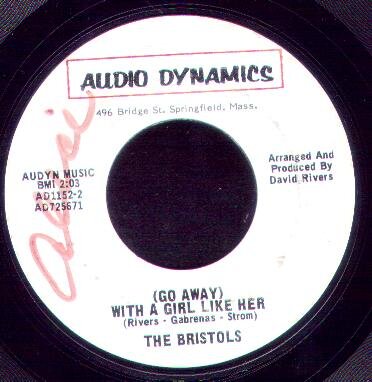 AUDIO DYNAMICS
496 Bridge St. Springfield, Mass.
AUDYN MUSIC
BMI 2:03
AD1152-2
AD725671
Arranged And
Produced By
David Rivers
(GO AWAY)
WITH A GIRL LIKE HER
(Rivers - Gabrenas - Strom)
THE BRISTOLS